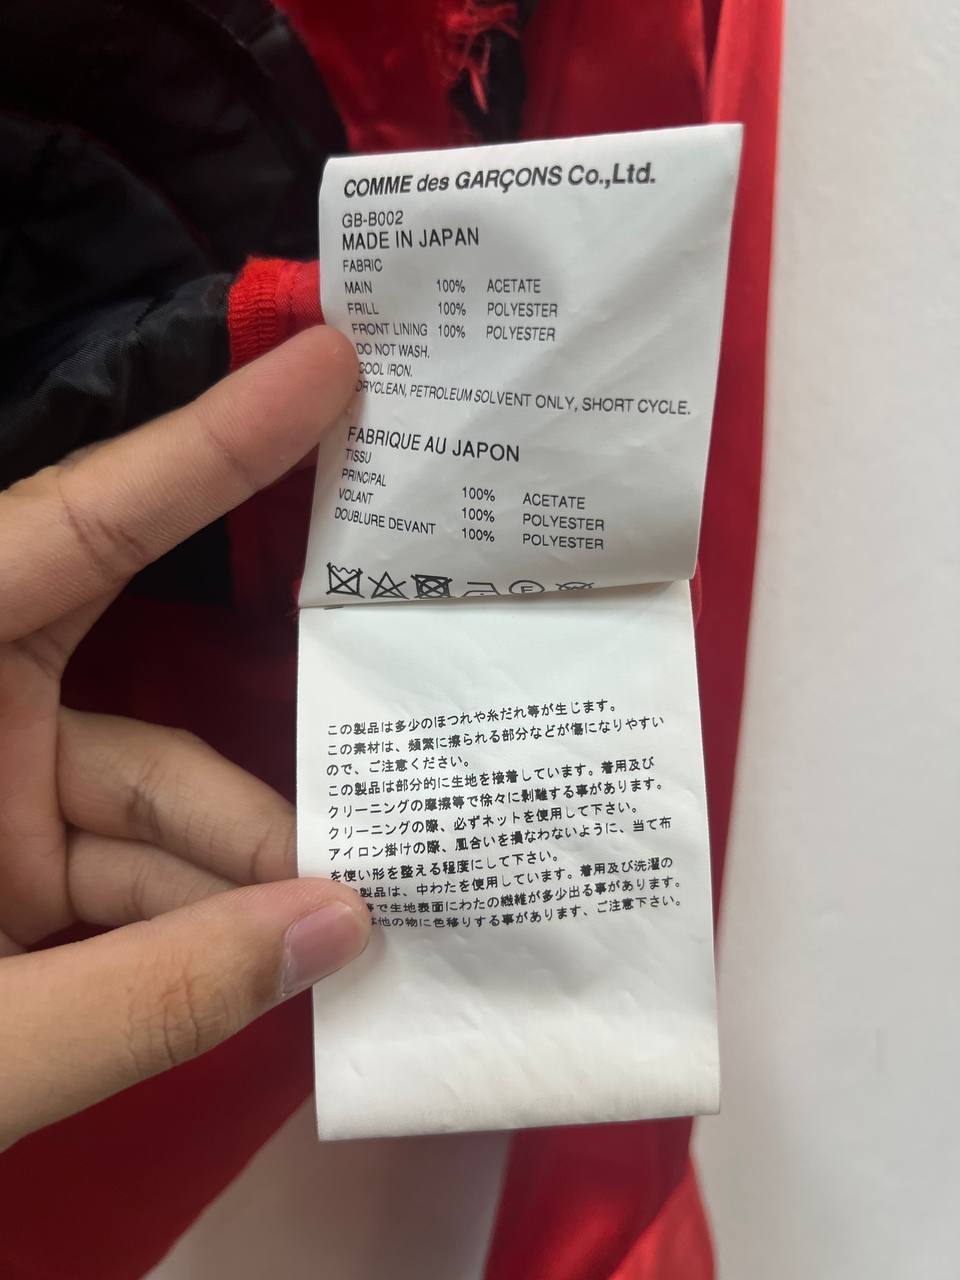 COMME des GARÇONS Co.,Ltd.
GB-B002
MADE IN JAPAN
FABRIC
MAIN 100% ACETATE
FRILL 100% POLYESTER
FRONT LINING 100% POLYESTER
DO NOT WASH.
COOL IRON.
DRYCLEAN, PETROLEUM SOLVENT ONLY, SHORT CYCLE.
FABRIQUE AU JAPON
TISSU
PRINCIPAL 100% ACETATE
VOLANT 100% POLYESTER
DOUBLURE DEVANT 100% POLYESTER
この製品は多少のほつれや糸だれ等が生じます。
この素材は、頻繁に擦られる部分などが傷になりやすい
ので、ご注意ください。
この製品は部分的に生地を接着しています。着用及び
クリーニングの摩擦等で徐々に剥離する事があります。
クリーニングの際、必ずネットを使用して下さい。
アイロン掛けの際、風合いを損なわないように、当て布
を使い形を整える程度にして下さい。
製品は、中わたを使用しています。着用及び洗濯の
等で生地表面にわたの繊維が多少出る事があります。
他の物に色移りする事があります、ご注意下さい。